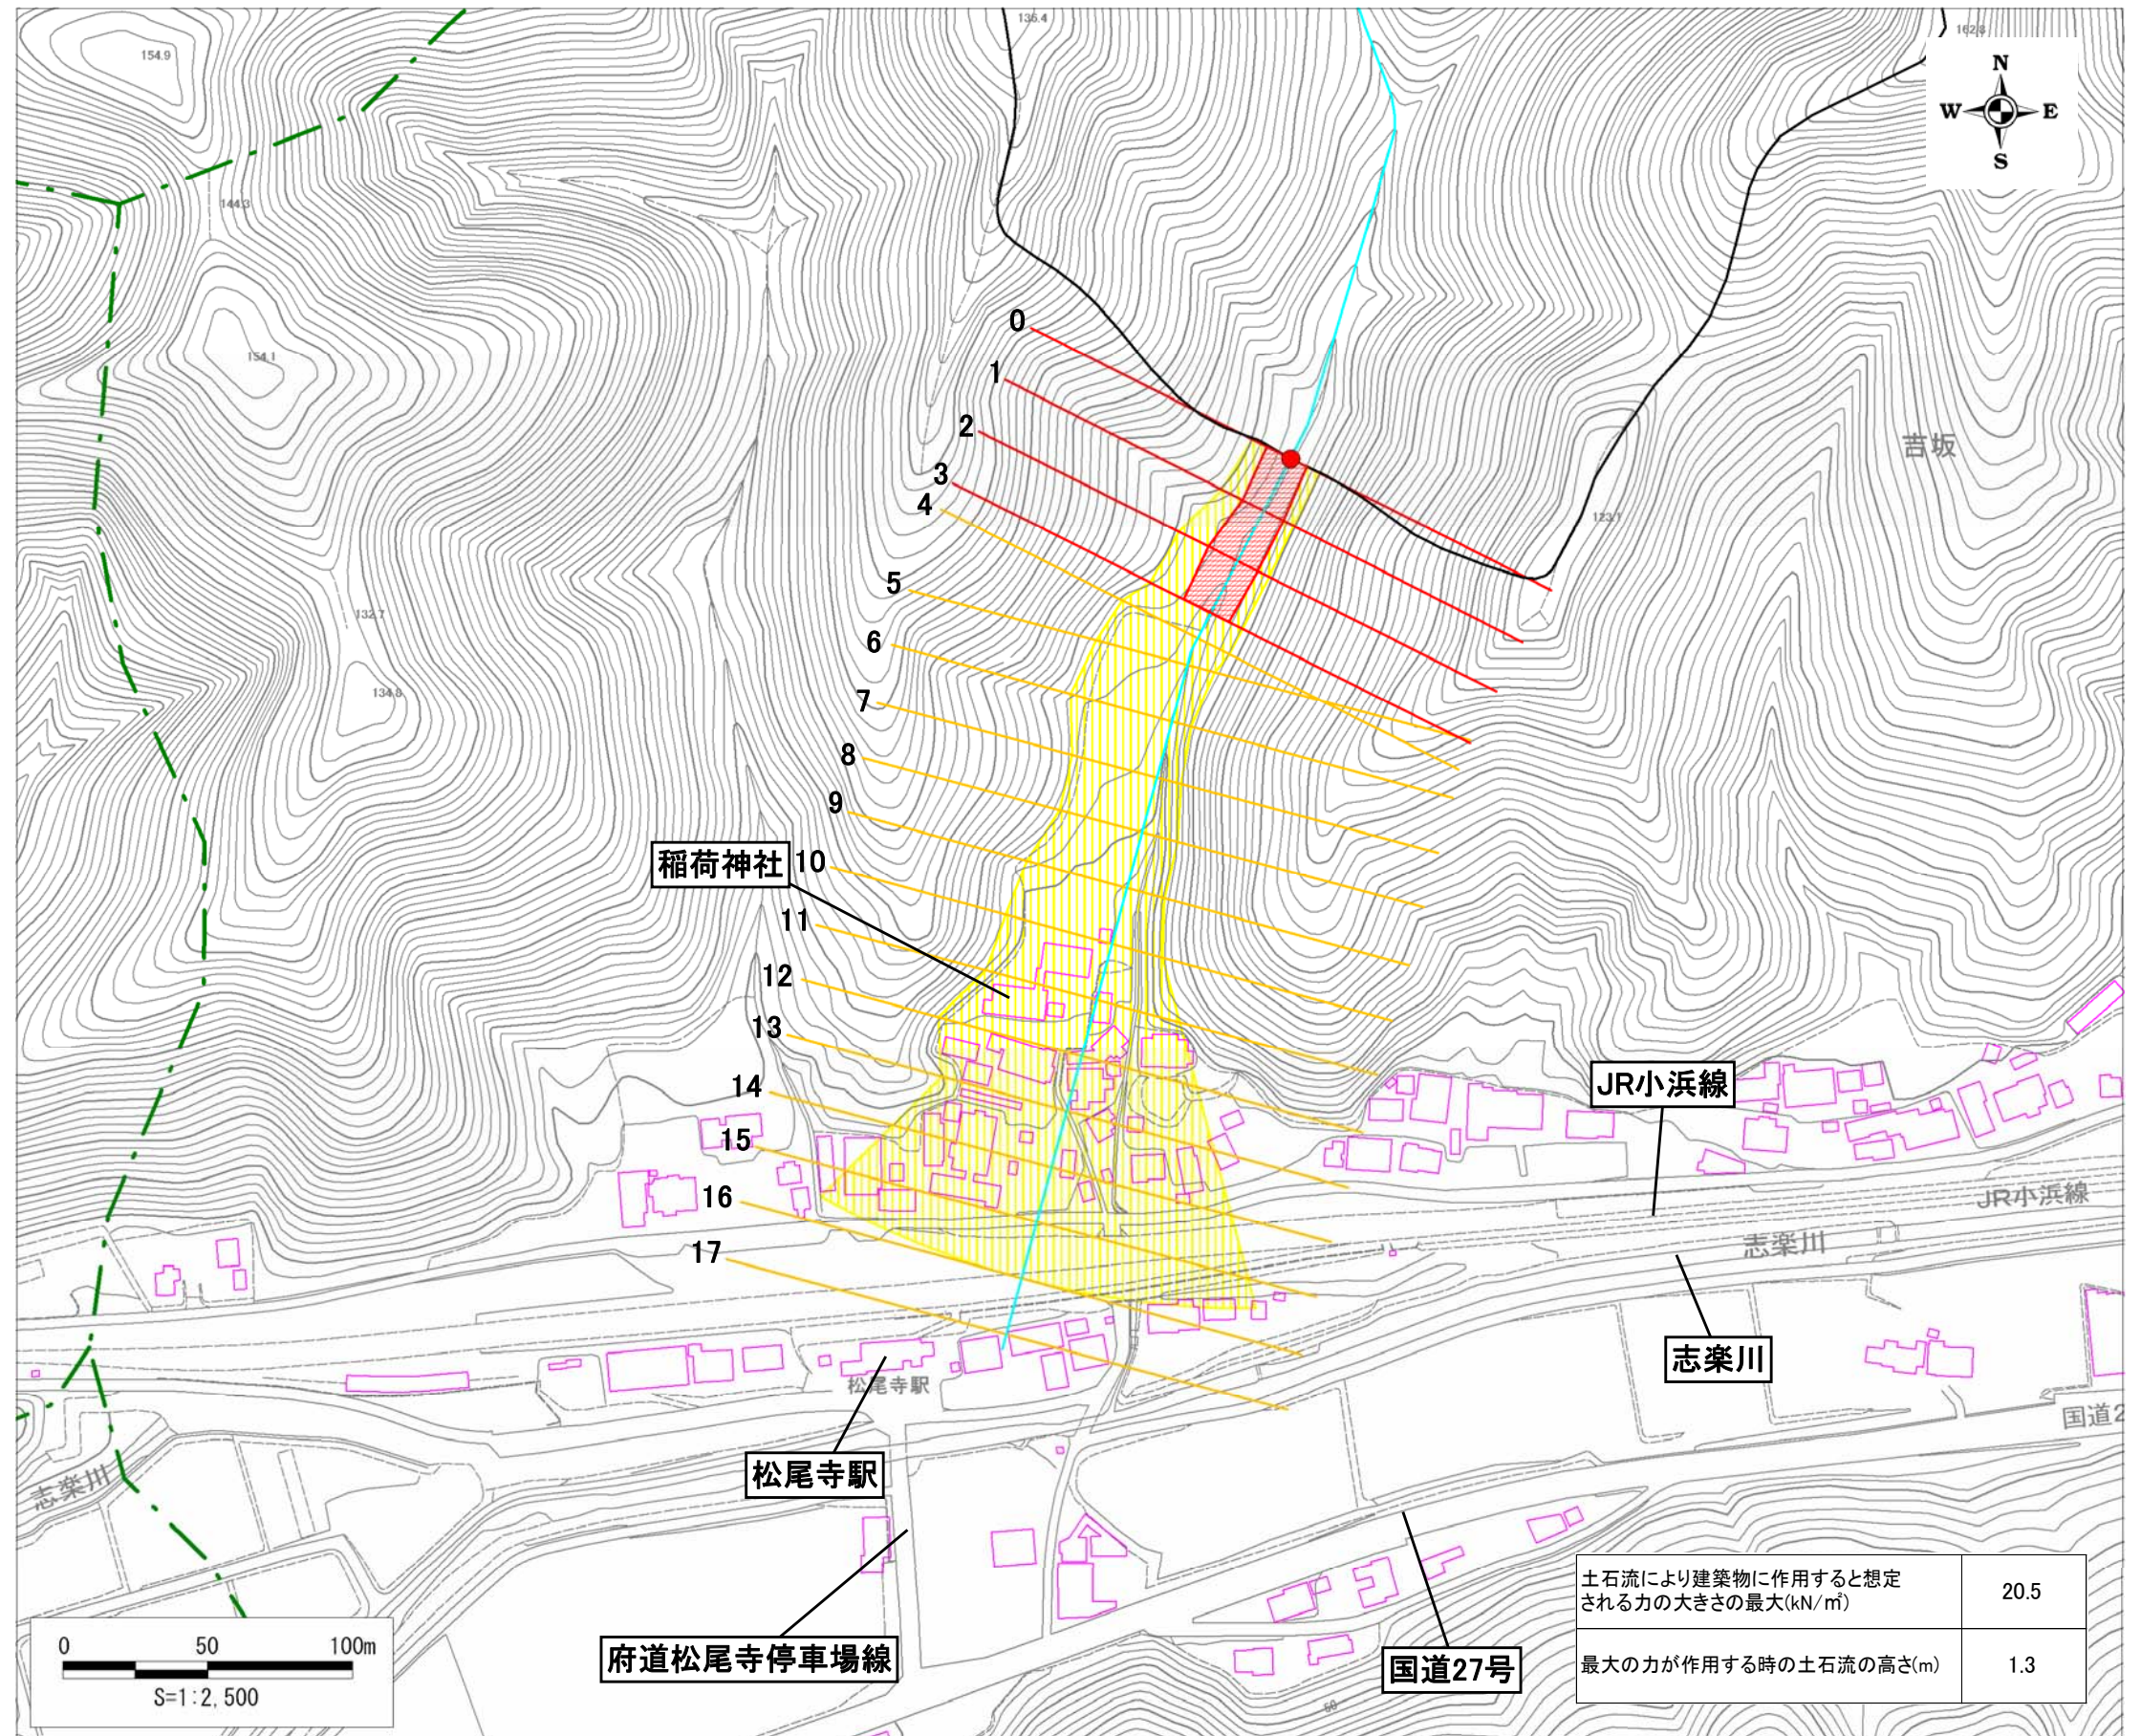 136.4
162.8
154.9
N
W
E
S
144.3
0
154.1
1
2
吉坂
3
4
123.1
5
132.7
6
134.8
7
8
9
稲荷神社
10
11
12
13
JR小浜線
14
15
16
JR小浜線
志楽川
17
志楽川
松尾寺駅
国道2
松尾寺駅
志楽川
府道松尾寺停車場線
国道27号
60
土石流により建築物に作用すると想定
される力の大きさの最大(kN/㎡)
20.5
最大の力が作用する時の土石流の高さ(m)
1.3
0 50 100m
S=1:2,500